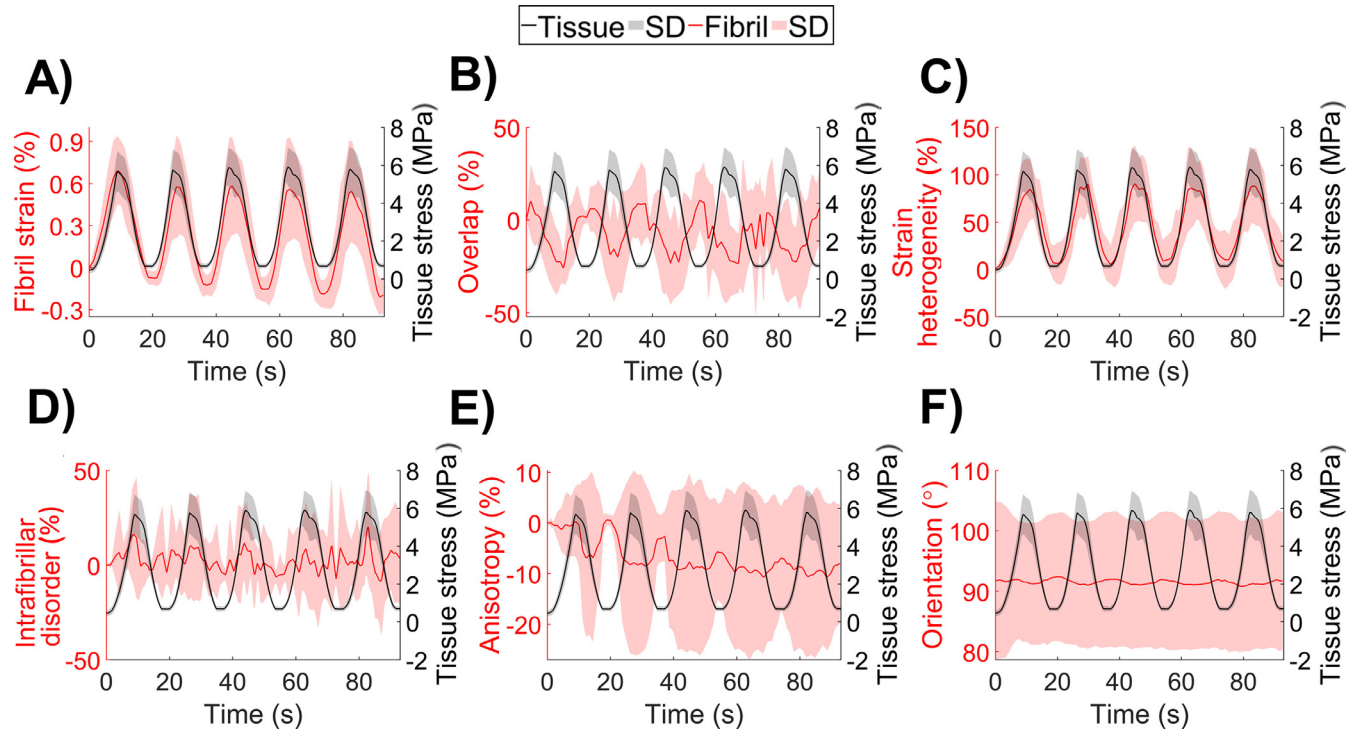 Tissue SD Fibril SD
A)
B)
C)
Fibril strain (%)
0.9
0.6
0.3
0
-0.3
8
6
4
2
0
-2
Tissue stress (MPa)
0 20 40 60 80
Time (s)
Overlap (%)
50
0
-50
8
6
4
2
0
-2
Tissue stress (MPa)
0 20 40 60 80
Time (s)
Strain
heterogeneity (%)
150
100
50
0
-50
8
6
4
2
0
-2
Tissue stress (MPa)
0 20 40 60 80
Time (s)
D)
E)
F)
Intrafibrillar
disorder (%)
50
0
-50
8
6
4
2
0
-2
Tissue stress (MPa)
0 20 40 60 80
Time (s)
Anisotropy (%)
10
0
-10
-20
8
6
4
2
0
-2
Tissue stress (MPa)
0 20 40 60 80
Time (s)
Orientation (°)
110
100
90
80
8
6
4
2
0
-2
Tissue stress (MPa)
0 20 40 60 80
Time (s)